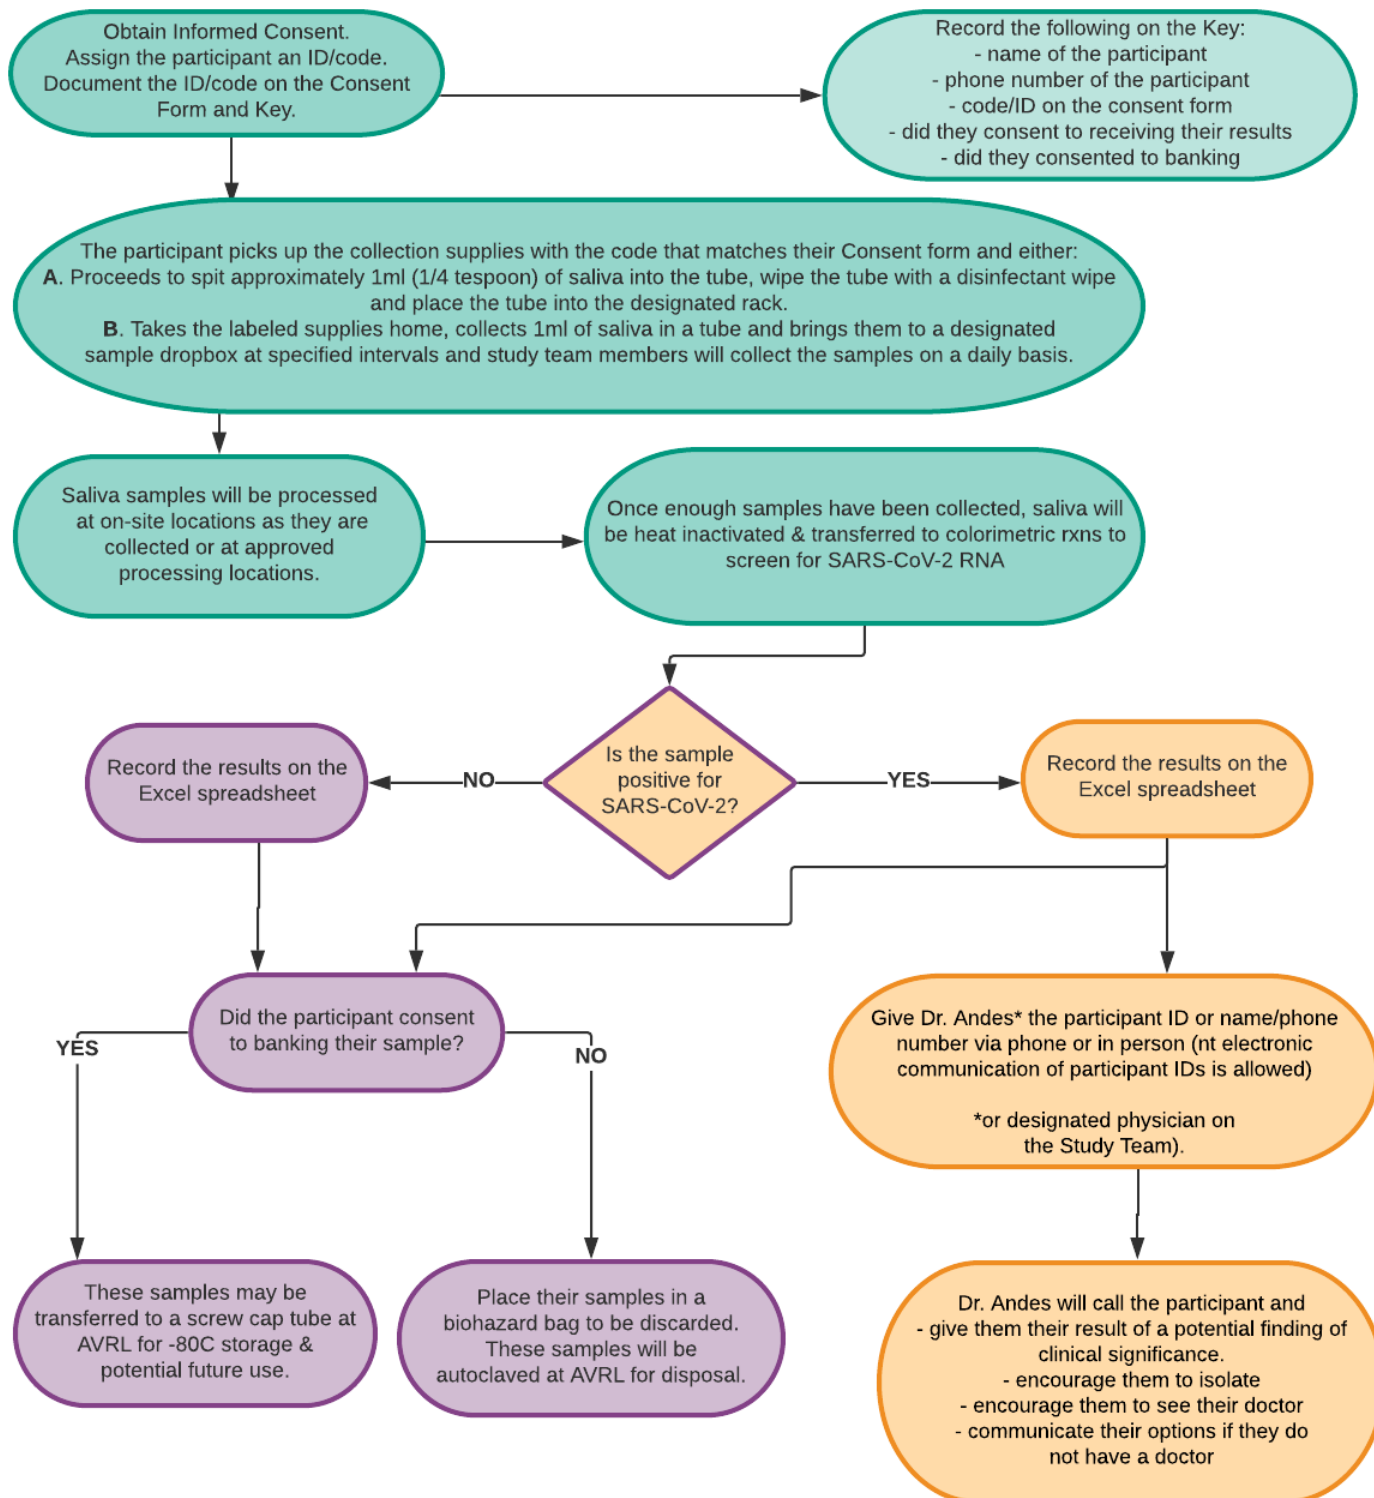 Obtain Informed Consent.
Assign the participant an ID/code.
Document the ID/code on the Consent
Form and Key.
Record the following on the Key:
- name of the participant
- phone number of the participant
- code/ID on the consent form
- did they consent to receiving their results
- did they consented to banking
The participant picks up the collection supplies with the code that matches their Consent form and either:
A. Proceeds to spit approximately 1ml (1/4 tespoon) of saliva into the tube, wipe the tube with a disinfectant wipe
and place the tube into the designated rack.
B. Takes the labeled supplies home, collects 1ml of saliva in a tube and brings them to a designated
sample dropbox at specified intervals and study team members will collect the samples on a daily basis.
Saliva samples will be processed
at on-site locations as they are
collected or at approved
processing locations.
Once enough samples have been collected, saliva will
be heat inactivated & transferred to colorimetric rxns to
screen for SARS-CoV-2 RNA
Is the sample
positive for
SARS-CoV-2?
NO
YES
Record the results on the
Excel spreadsheet
Record the results on the
Excel spreadsheet
Did the participant consent
to banking their sample?
YES
NO
Give Dr. Andes* the participant ID or name/phone
number via phone or in person (nt electronic
communication of participant IDs is allowed)
*or designated physician on
the Study Team).
These samples may be
transferred to a screw cap tube at
AVRL for -80C storage &
potential future use.
Place their samples in a
biohazard bag to be discarded.
These samples will be
autoclaved at AVRL for disposal.
Dr. Andes will call the participant and
- give them their result of a potential finding of
clinical significance.
- encourage them to isolate
- encourage them to see their doctor
- communicate their options if they do
not have a doctor